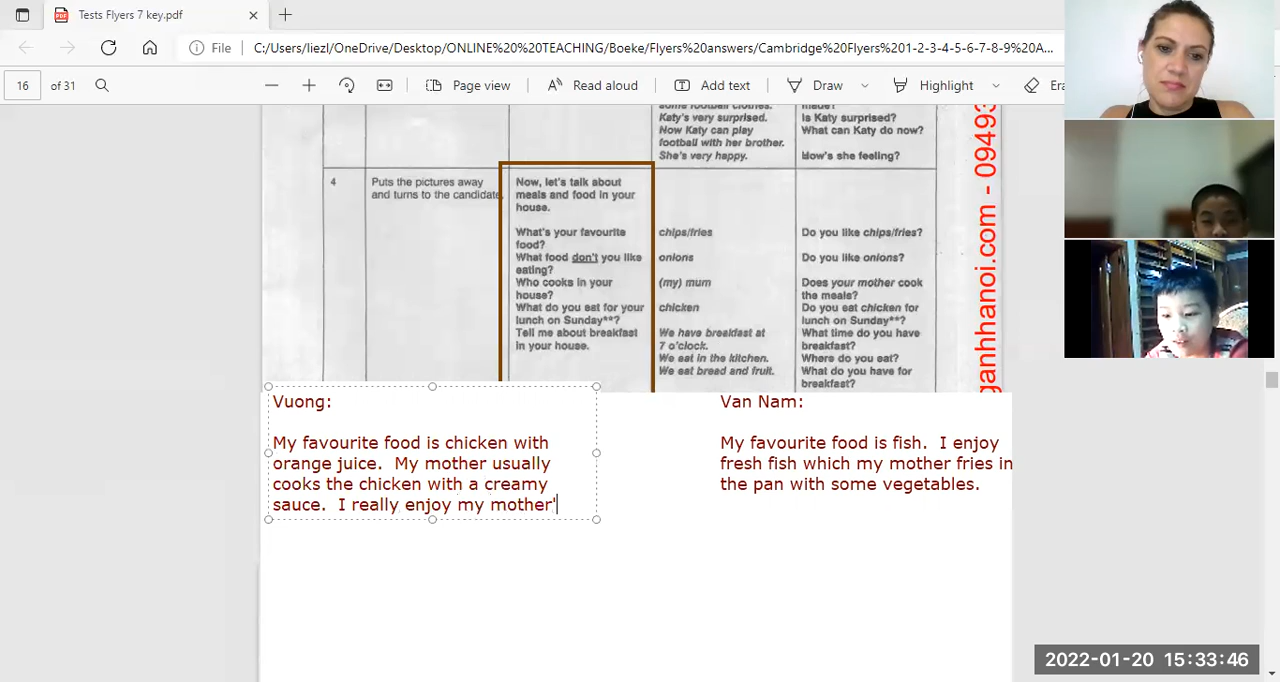 Tests Flyers 7 key.pdf
File
C:/Users/liezl/OneDrive/Desktop/ONLINE%20%20TEACHING/Boeke/Flyers%20answers/Cambridge%20Flyers%201-2-3-4-5-6-7-8-9%20A...
16 of 31
Page view
Read aloud
Add text
Draw
Highlight
Era
some football clothes.
Katy's very surprised.
Now Katy can play
football with her brother.
She's very happy.
made?
Is Katy surprised?
What can Katy do now?
How's she feeling?
4
Puts the pictures away
and turns to the candidate.
Now, let's talk about
meals and food in your
house.
What's your favourite
food?
What food don't you like
eating?
Who cooks in your
house?
What do you eat for your
lunch on Sunday**?
Tell me about breakfast
in your house.
chips/fries
onions
(my) mum
chicken
We have breakfast at
7 o'clock.
We eat in the kitchen.
We eat bread and fruit.
Do you like chips/fries?
Do you like onions?
Does your mother cook
the meals?
Do you eat chicken for
lunch on Sunday**?
What time do you have
breakfast?
Where do you eat?
What do you have for
breakfast?
ganhhanoi.com - 09493
Vuong:
My favourite food is chicken with
orange juice. My mother usually
cooks the chicken with a creamy
sauce. I really enjoy my mother'
Van Nam:
My favourite food is fish. I enjoy
fresh fish which my mother fries in
the pan with some vegetables.
2022-01-20 15:33:46